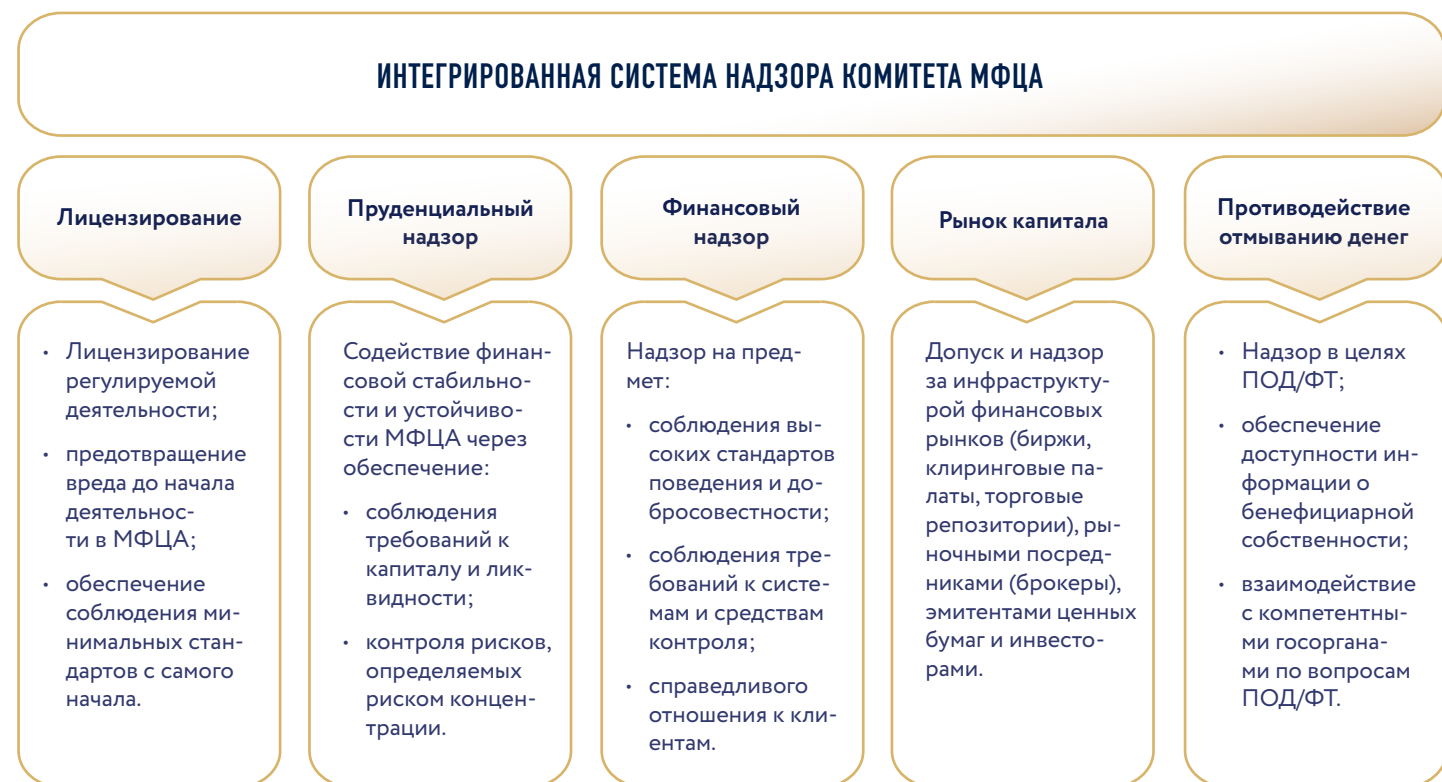 ИНТЕГРИРОВАННАЯ СИСТЕМА НАДЗОРА КОМИТЕТА МФЦА
Лицензирование
• Лицензирование
регулируемой
деятельности;
• предотвращение
вреда до начала
деятельнос-
ти в МФЦА;
• обеспечение
соблюдения ми-
нимальных стан-
дартов с самого
начала.
Пруденциальный
надзор
Содействие финан-
совой стабильно-
сти и устойчиво-
сти МФЦА через
обеспечение:
• соблюдения
требований к
капиталу и лик-
видности;
• контроля рисков,
определяемых
риском концен-
трации.
Финансовый
надзор
Надзор на пред-
мет:
• соблюдения вы-
соких стандартов
поведения и до-
бросовестности;
• соблюдения тре-
бований к систе-
мам и средствам
контроля;
• справедливого
отношения к кли-
ентам.
Рынок капитала
Допуск и надзор
за инфраструкту-
рой финансовых
рынков (биржи,
клиринговые па-
латы, торговые
репозитории), ры-
ночными посред-
никами (брокеры),
эмитентами ценных
бумаг и инвесто-
рами.
Противодействие
отмыванию денег
• Надзор в целях
ПОД/ФТ;
• обеспечение
доступности ин-
формации о
бенефициарной
собственности;
• взаимодействие
с компетентны-
ми госоргана-
ми по вопросам
ПОД/ФТ.